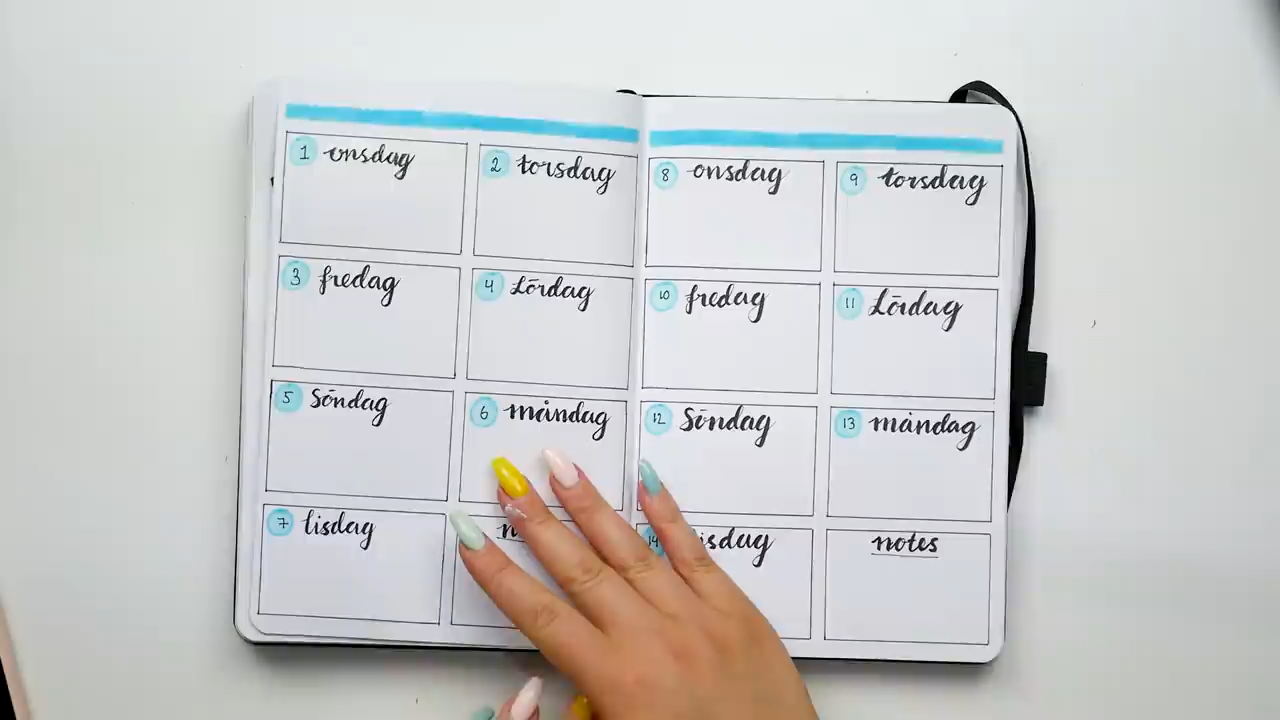 1 onsdag
2 torsdag
3 fredag
4 Lördag
5 Söndag
6 måndag
7 tisdag
8 onsdag
9 torsdag
10 fredag
11 Lördag
12 Söndag
13 måndag
14
notes